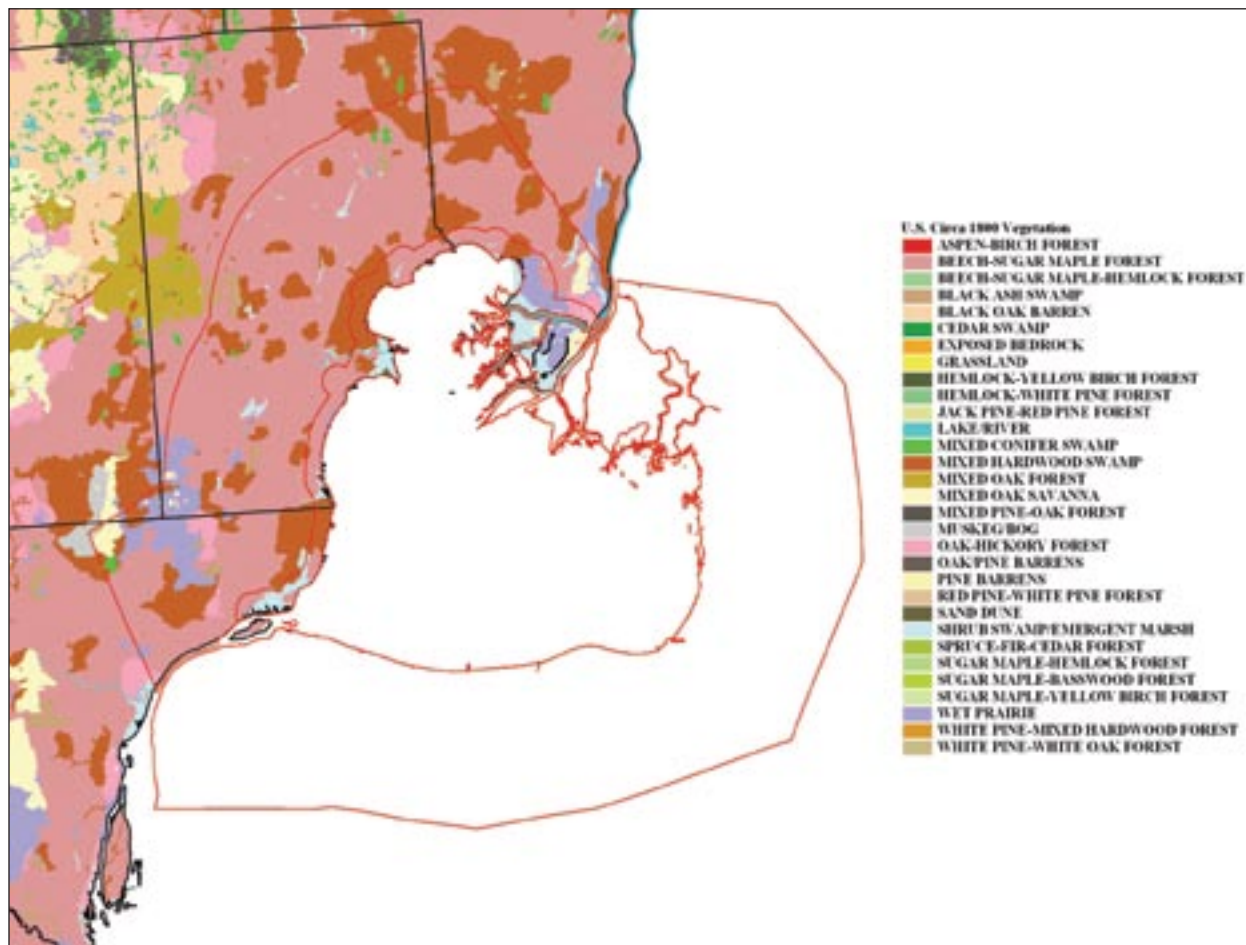 U.S. Circa 1800 Vegetation
ASPEN-BIRCH FOREST
BEECH-SUGAR MAPLE FOREST
BEECH-SUGAR MAPLE-HEMLOCK FOREST
BLACK ASH SWAMP
BLACK OAK BARREN
CEDAR SWAMP
EXPOSED BEDROCK
GRASSLAND
HEMLOCK-YELLOW BIRCH FOREST
HEMLOCK-WHITE PINE FOREST
JACK PINE-RED PINE FOREST
LAKE/RIVER
MIXED CONIFER SWAMP
MIXED HARDWOOD SWAMP
MIXED OAK FOREST
MIXED OAK SAVANNA
MIXED PINE-OAK FOREST
MUSKEG/BOG
OAK-HICKORY FOREST
OAK/PINE BARRENS
PINE BARRENS
RED PINE-WHITE PINE FOREST
SAND DUNE
SHRUB SWAMP/EMERGENT MARSH
SPRUCE-FIR-CEDAR FOREST
SUGAR MAPLE-HEMLOCK FOREST
SUGAR MAPLE-BASSWOOD FOREST
SUGAR MAPLE-YELLOW BIRCH FOREST
WET PRAIRIE
WHITE PINE-MIXED HARDWOOD FOREST
WHITE PINE-WHITE OAK FOREST